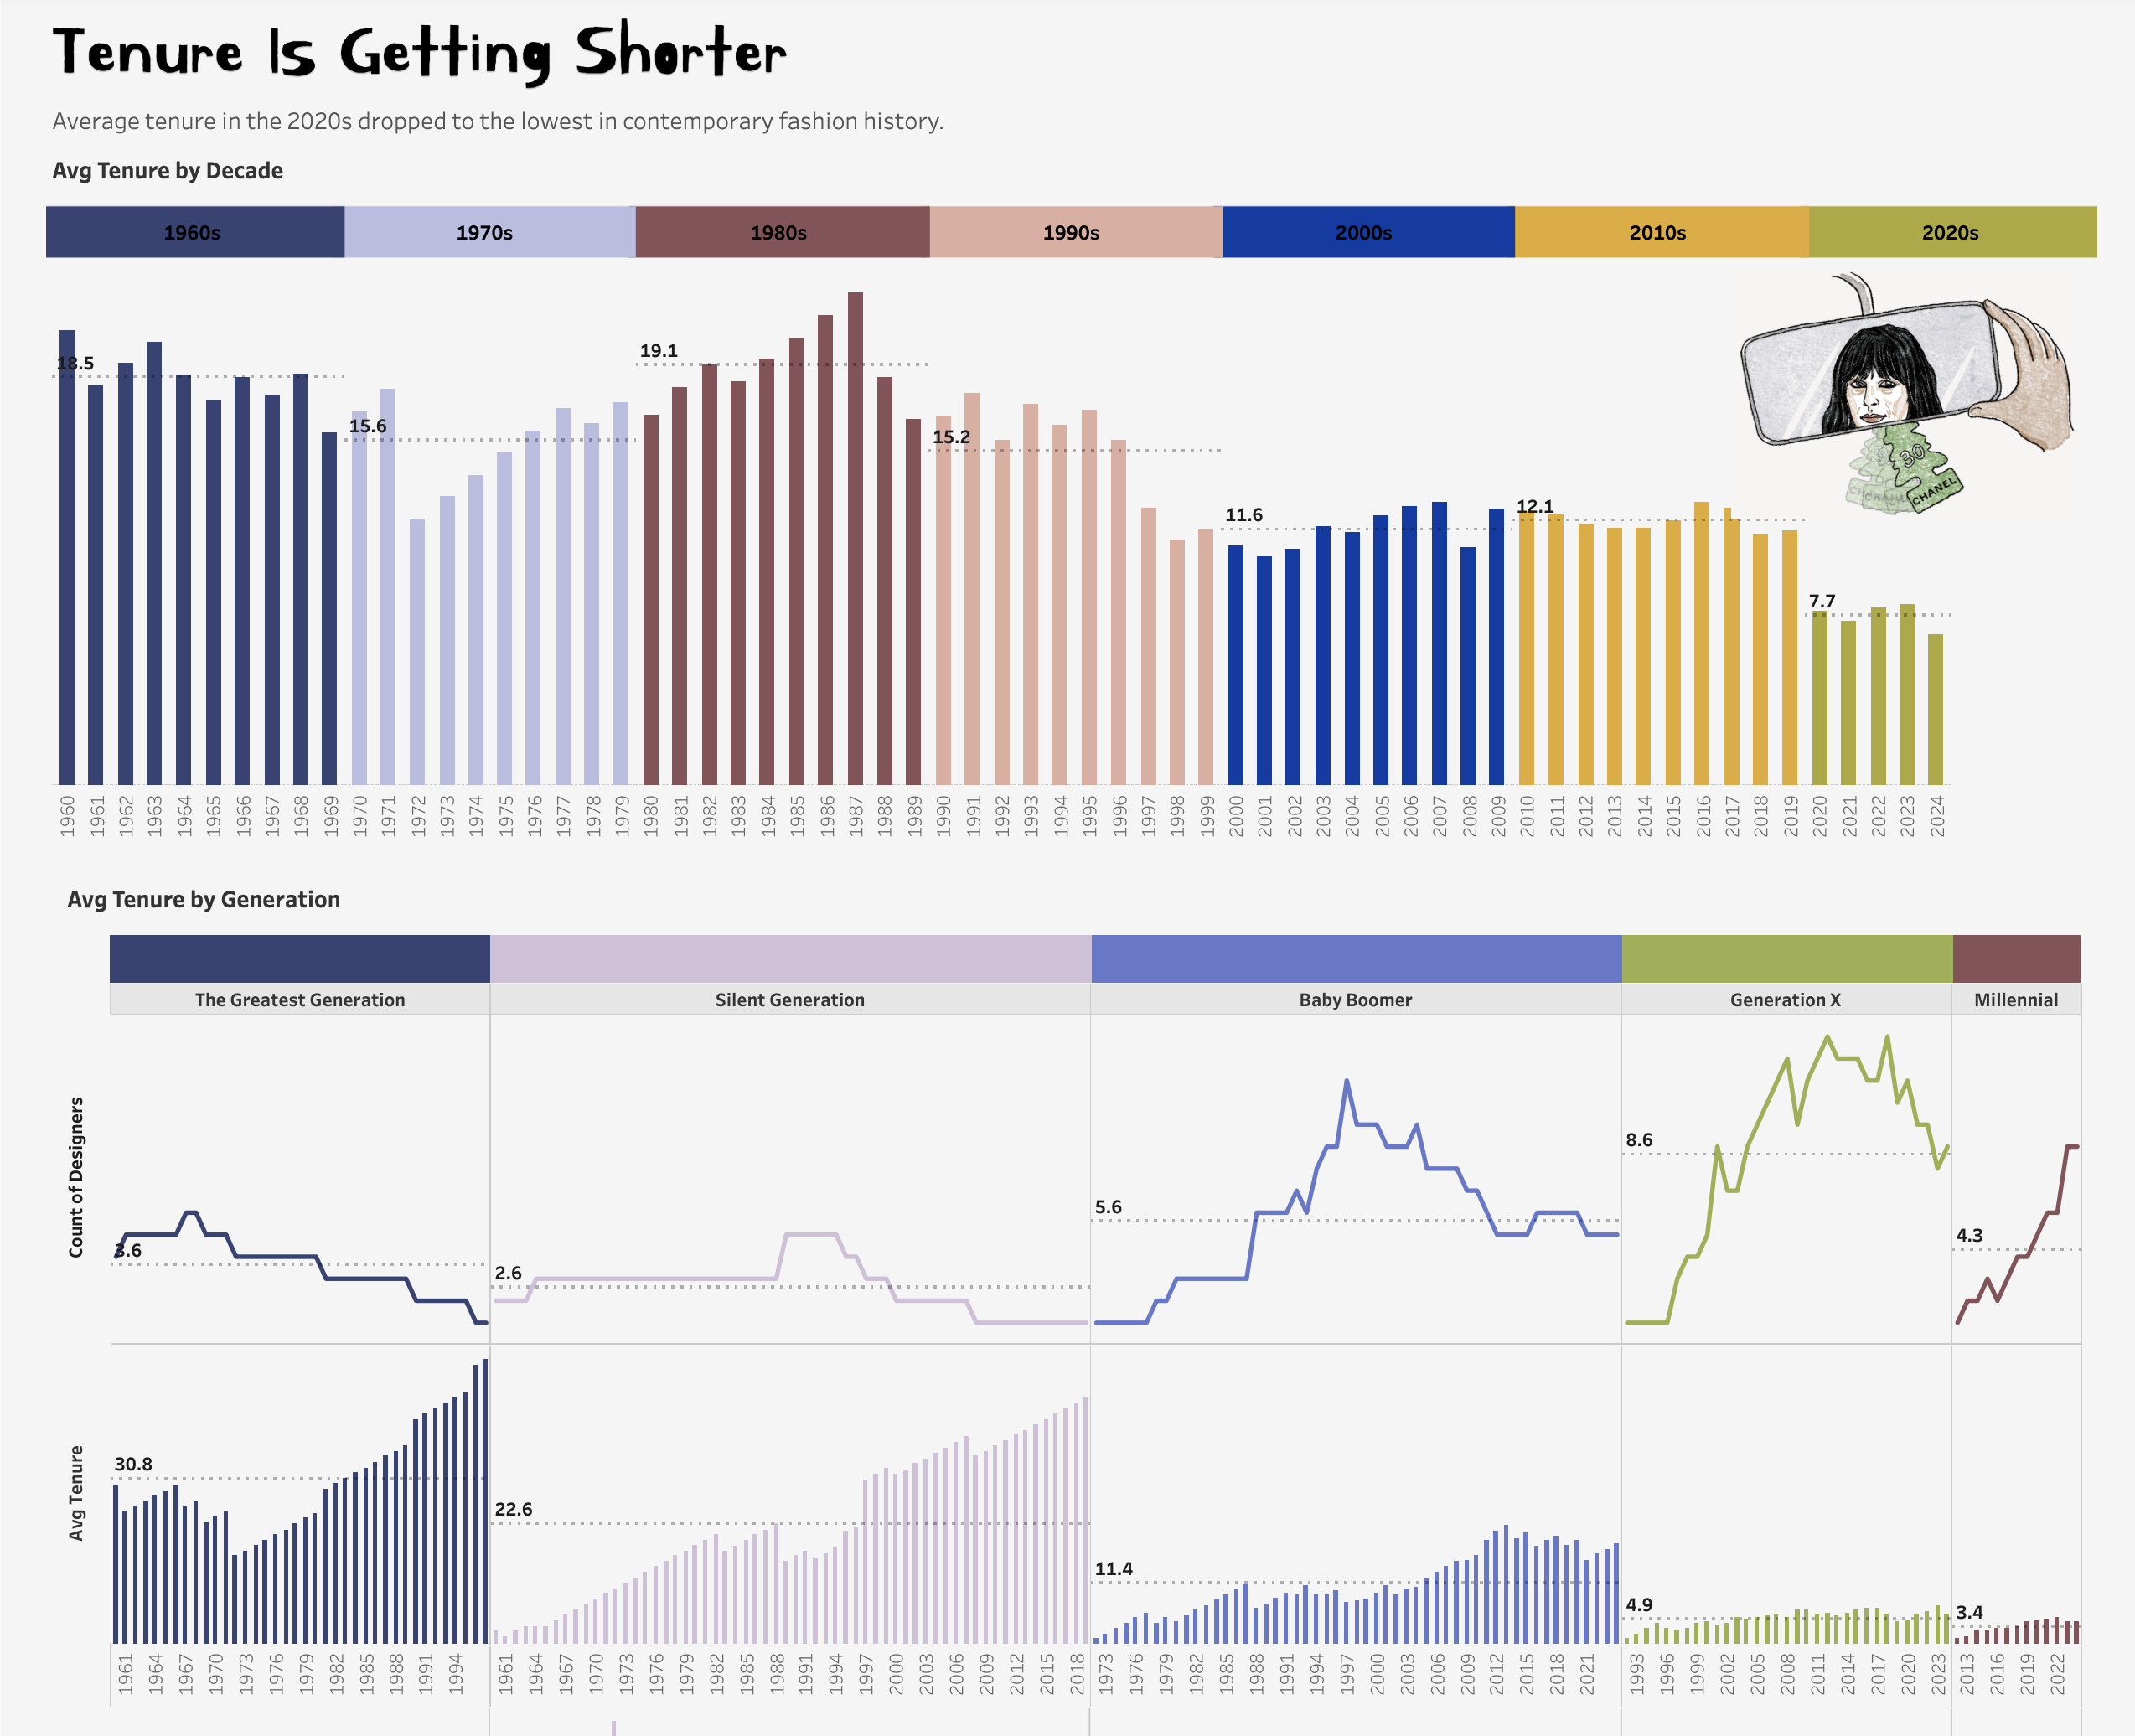 Tenure Is Getting Shorter
Average tenure in the 2020s dropped to the lowest in contemporary fashion history.
Avg Tenure by Decade
1960s 1970s 1980s 1990s 2000s 2010s 2020s
18.5 15.6 19.1 15.2 11.6 12.1 7.7
30
CHANEL
1960 1961 1962 1963 1964 1965 1966 1967 1968 1969 1970 1971 1972 1973 1974 1975 1976 1977 1978 1979 1980 1981 1982 1983 1984 1985 1986 1987 1988 1989 1990 1991 1992 1993 1994 1995 1996 1997 1998 1999 2000 2001 2002 2003 2004 2005 2006 2007 2008 2009 2010 2011 2012 2013 2014 2015 2016 2017 2018 2019 2020 2021 2022 2023 2024
Avg Tenure by Generation
The Greatest Generation Silent Generation Baby Boomer Generation X Millennial
Count of Designers
3.6 2.6 5.6 8.6 4.3
Avg Tenure
30.8 22.6 11.4 4.9 3.4
1961 1964 1967 1970 1973 1976 1979 1982 1985 1988 1991 1994 1961 1964 1967 1970 1973 1976 1979 1982 1985 1988 1991 1994 1997 2000 2003 2006 2009 2012 2015 2018 1973 1976 1979 1982 1985 1988 1991 1994 1997 2000 2003 2006 2009 2012 2015 2018 2021 1993 1996 1999 2002 2005 2008 2011 2014 2017 2020 2023 2013 2016 2019 2022